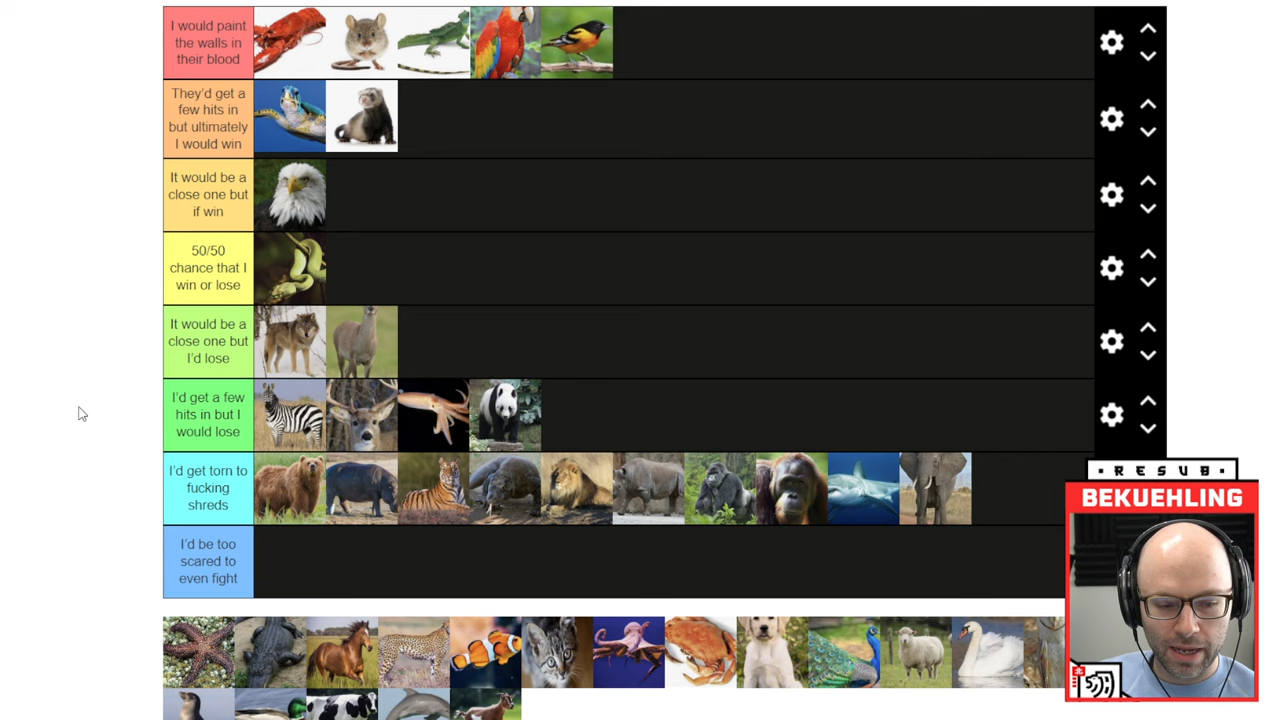 I would paint
the walls in
their blood
They'd get a
few hits in
but ultimately
I would win
It would be a
close one but
if win
50/50
chance that I
win or lose
It would be a
close one but
I'd lose
I'd get a few
hits in but I
would lose
I'd get torn to
fucking
shreds
I'd be too
scared to
even fight
RESUB
BEKUEHLING